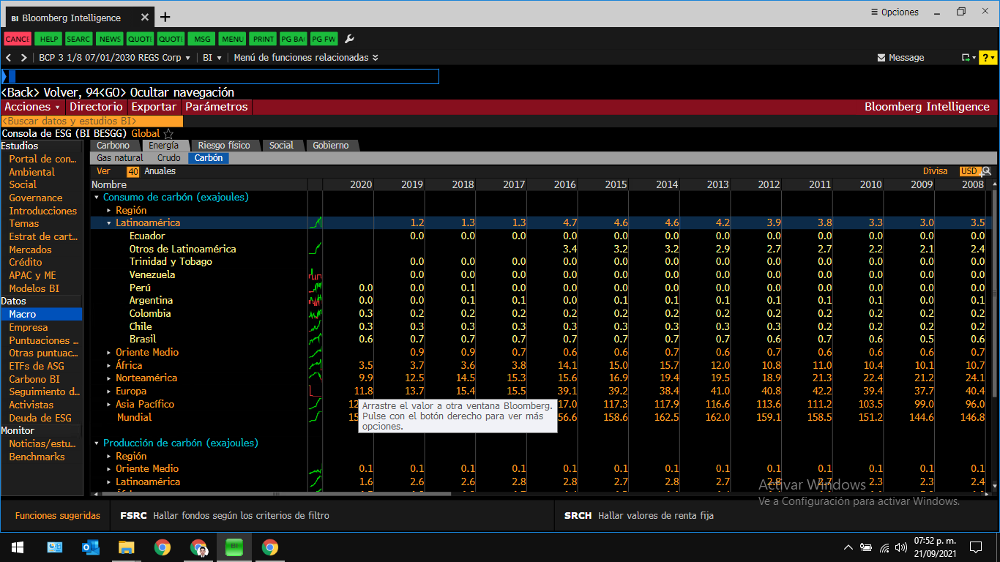 BI Bloomberg Intelligence
Opciones
CANCE HELP SEARC NEWS QUOTE QUOTE MSG MENU PRINT PG BA PG FW
BCP 3 1/8 07/01/2030 REGS Corp BI Menú de funciones relacionadas Message ?
<Back> Volver, 94<GO> Ocultar navegación
Acciones Directorio Exportar Parámetros Bloomberg Intelligence
<Buscar datos y estudios BI>
Consola de ESG (BI BESGG) Global
Estudios
Portal de con...
Ambiental
Social
Governance
Introducciones
Temas
Estrat de cart...
Mercados
Crédito
APAC y ME
Modelos BI
Datos
Macro
Empresa
Puntuaciones ...
Otras puntuac...
ETFs de ASG
Carbono BI
Seguimiento d...
Activistas
Deuda de ESG
Monitor
Noticias/estu...
Benchmarks
Carbono Energía Riesgo físico Social Gobierno
Gas natural Crudo Carbón
Ver 40 Anuales Divisa USD
Nombre 2020 2019 2018 2017 2016 2015 2014 2013 2012 2011 2010 2009 2008
Consumo de carbón (exajoules)
Región
Latinoamérica 1.2 1.3 1.3 4.7 4.6 4.6 4.2 3.9 3.8 3.3 3.0 3.5
Ecuador 0.0 0.0 0.0 0.0 0.0 0.0 0.0 0.0 0.0 0.0 0.0 0.0
Otros de Latinoamérica 3.4 3.2 3.2 2.9 2.7 2.7 2.2 2.1 2.4
Trinidad y Tobago 0.0 0.0 0.0 0.0 0.0 0.0 0.0 0.0 0.0 0.0 0.0 0.0
Venezuela 0.0 0.0 0.0 0.0 0.0 0.0 0.0 0.0 0.0 0.0 0.0 0.0
Perú 0.0 0.0 0.1 0.0 0.0 0.0 0.0 0.0 0.0 0.0 0.0 0.0 0.0
Argentina 0.0 0.0 0.1 0.0 0.1 0.1 0.1 0.1 0.1 0.1 0.1 0.0 0.1
Colombia 0.3 0.2 0.2 0.2 0.2 0.2 0.2 0.2 0.2 0.2 0.2 0.2 0.2
Chile 0.3 0.3 0.3 0.3 0.3 0.3 0.3 0.3 0.3 0.2 0.2 0.2 0.2
Brasil 0.6 0.7 0.7 0.7 0.7 0.7 0.7 0.7 0.6 0.6 0.6 0.5 0.6
Oriente Medio 0.9 0.9 0.7 0.6 0.6 0.7 0.6 0.7 0.6 0.6 0.6 0.7
África 3.5 3.7 3.6 3.8 14.1 15.0 15.7 12.0 10.8 11.0 10.4 10.1 10.7
Norteamérica 9.9 12.5 14.5 15.3 15.6 16.9 19.4 19.5 18.9 21.3 22.4 21.2 24.1
Europa 11.8 13.7 15.4 15.5 39.1 39.2 38.4 41.0 40.8 42.2 39.4 37.7 40.4
Asia Pacífico 12 17.0 117.3 117.9 116.6 113.6 111.2 103.5 99.0 96.0
Mundial 15 56.6 158.6 162.5 162.0 159.1 158.5 151.2 144.6 146.8
Arrastre el valor a otra ventana Bloomberg.
Pulse con el botón derecho para ver más
opciones.
Producción de carbón (exajoules)
Región
Oriente Medio 0.1 0.1 0.1 0.1 0.1 0.1 0.1 0.1 0.1 0.1 0.1 0.1 0.1
Latinoamérica 1.6 2.6 2.6 2.8 2.8 2.7 2.8 2.7 2.8 2.7 2.3 2.3 2.4
Activar Windows
Ve a Configuración para activar Windows.
Funciones sugeridas FSRC Hallar fondos según los criterios de filtro SRCH Hallar valores de renta fija
BI
07:52 p. m.
21/09/2021